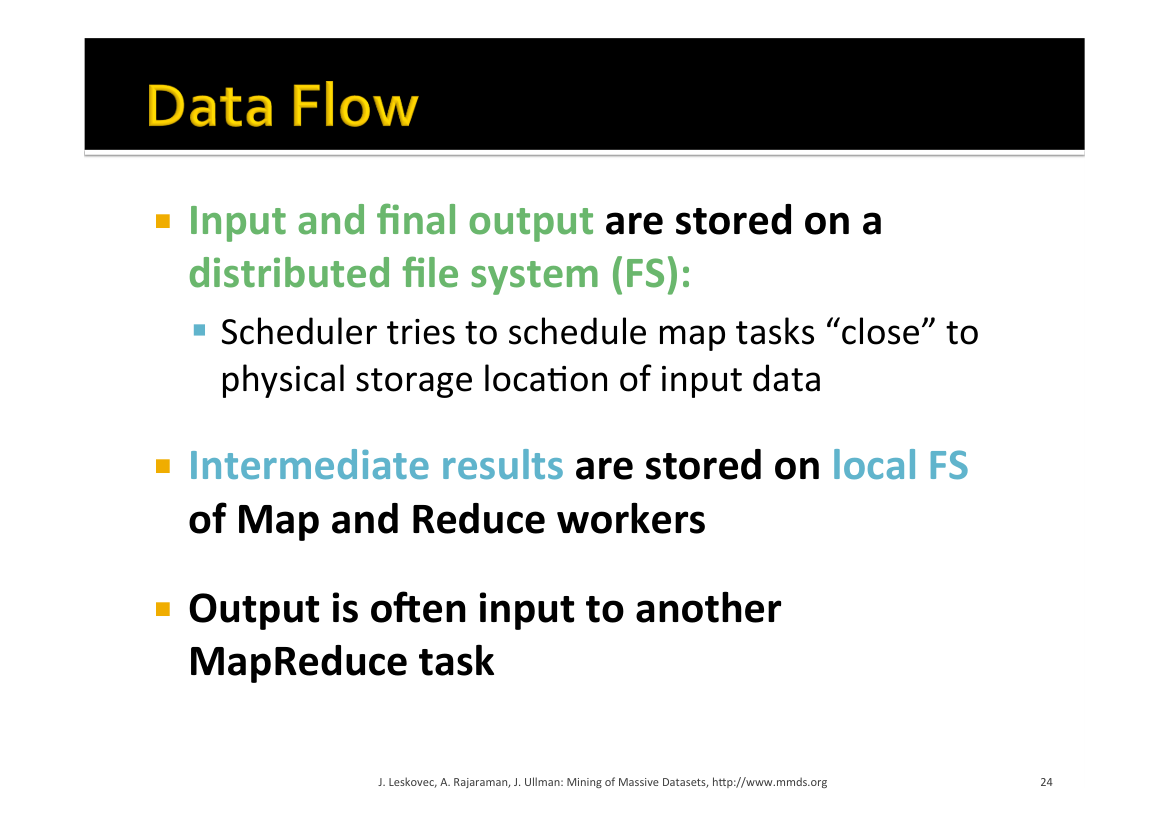 Data Flow
Input and final output are stored on a
distributed file system (FS):
Scheduler tries to schedule map tasks “close” to
physical storage location of input data
Intermediate results are stored on local FS
of Map and Reduce workers
Output is often input to another
MapReduce task
J. Leskovec, A. Rajaraman, J. Ullman: Mining of Massive Datasets, http://www.mmds.org
24